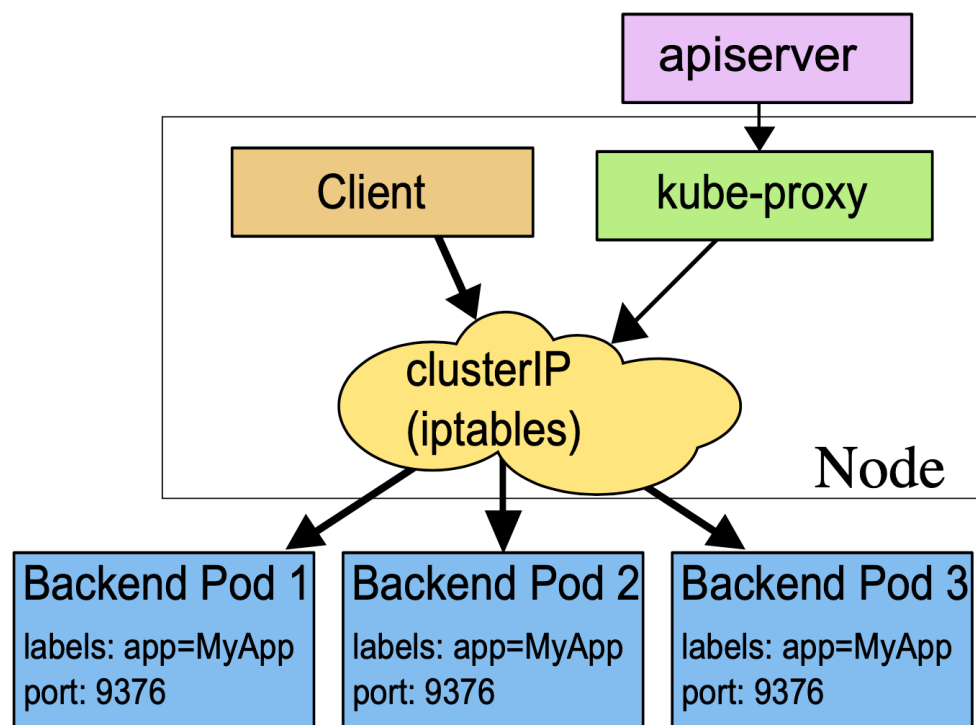 apiserver
Client
kube-proxy
clusterIP
(iptables)
Node
Backend Pod 1
labels: app=MyApp
port: 9376
Backend Pod 2
labels: app=MyApp
port: 9376
Backend Pod 3
labels: app=MyApp
port: 9376